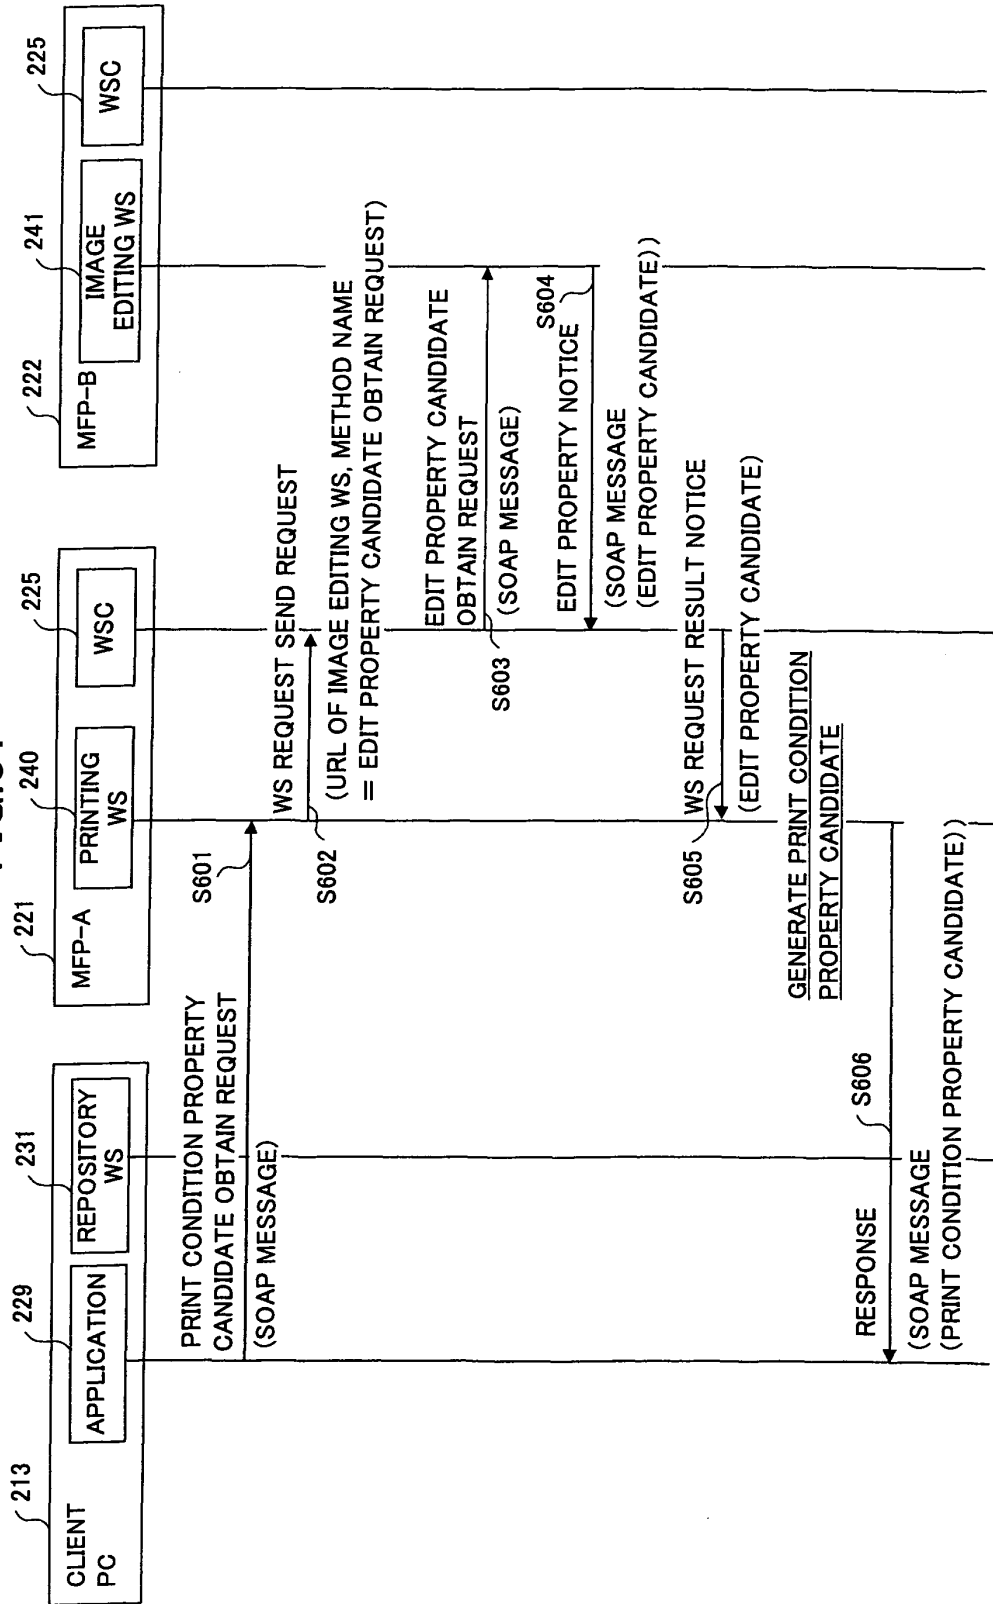 213
CLIENT
PC
229
APPLICATION
231
REPOSITORY
WS
221
MFP-A
240
PRINTING
WS
225
WSC
222
MFP-B
241
IMAGE
EDITING WS
225
WSC
PRINT CONDITION PROPERTY
CANDIDATE OBTAIN REQUEST
(SOAP MESSAGE)
S601
WS REQUEST SEND REQUEST
S602
(URL OF IMAGE EDITING WS, METHOD NAME
= EDIT PROPERTY CANDIDATE OBTAIN REQUEST)
EDIT PROPERTY CANDIDATE
OBTAIN REQUEST
S603
(SOAP MESSAGE)
S604
EDIT PROPERTY NOTICE
(SOAP MESSAGE
(EDIT PROPERTY CANDIDATE))
WS REQUEST RESULT NOTICE
S605
(EDIT PROPERTY CANDIDATE)
GENERATE PRINT CONDITION
PROPERTY CANDIDATE
S606
RESPONSE
(SOAP MESSAGE
(PRINT CONDITION PROPERTY CANDIDATE))